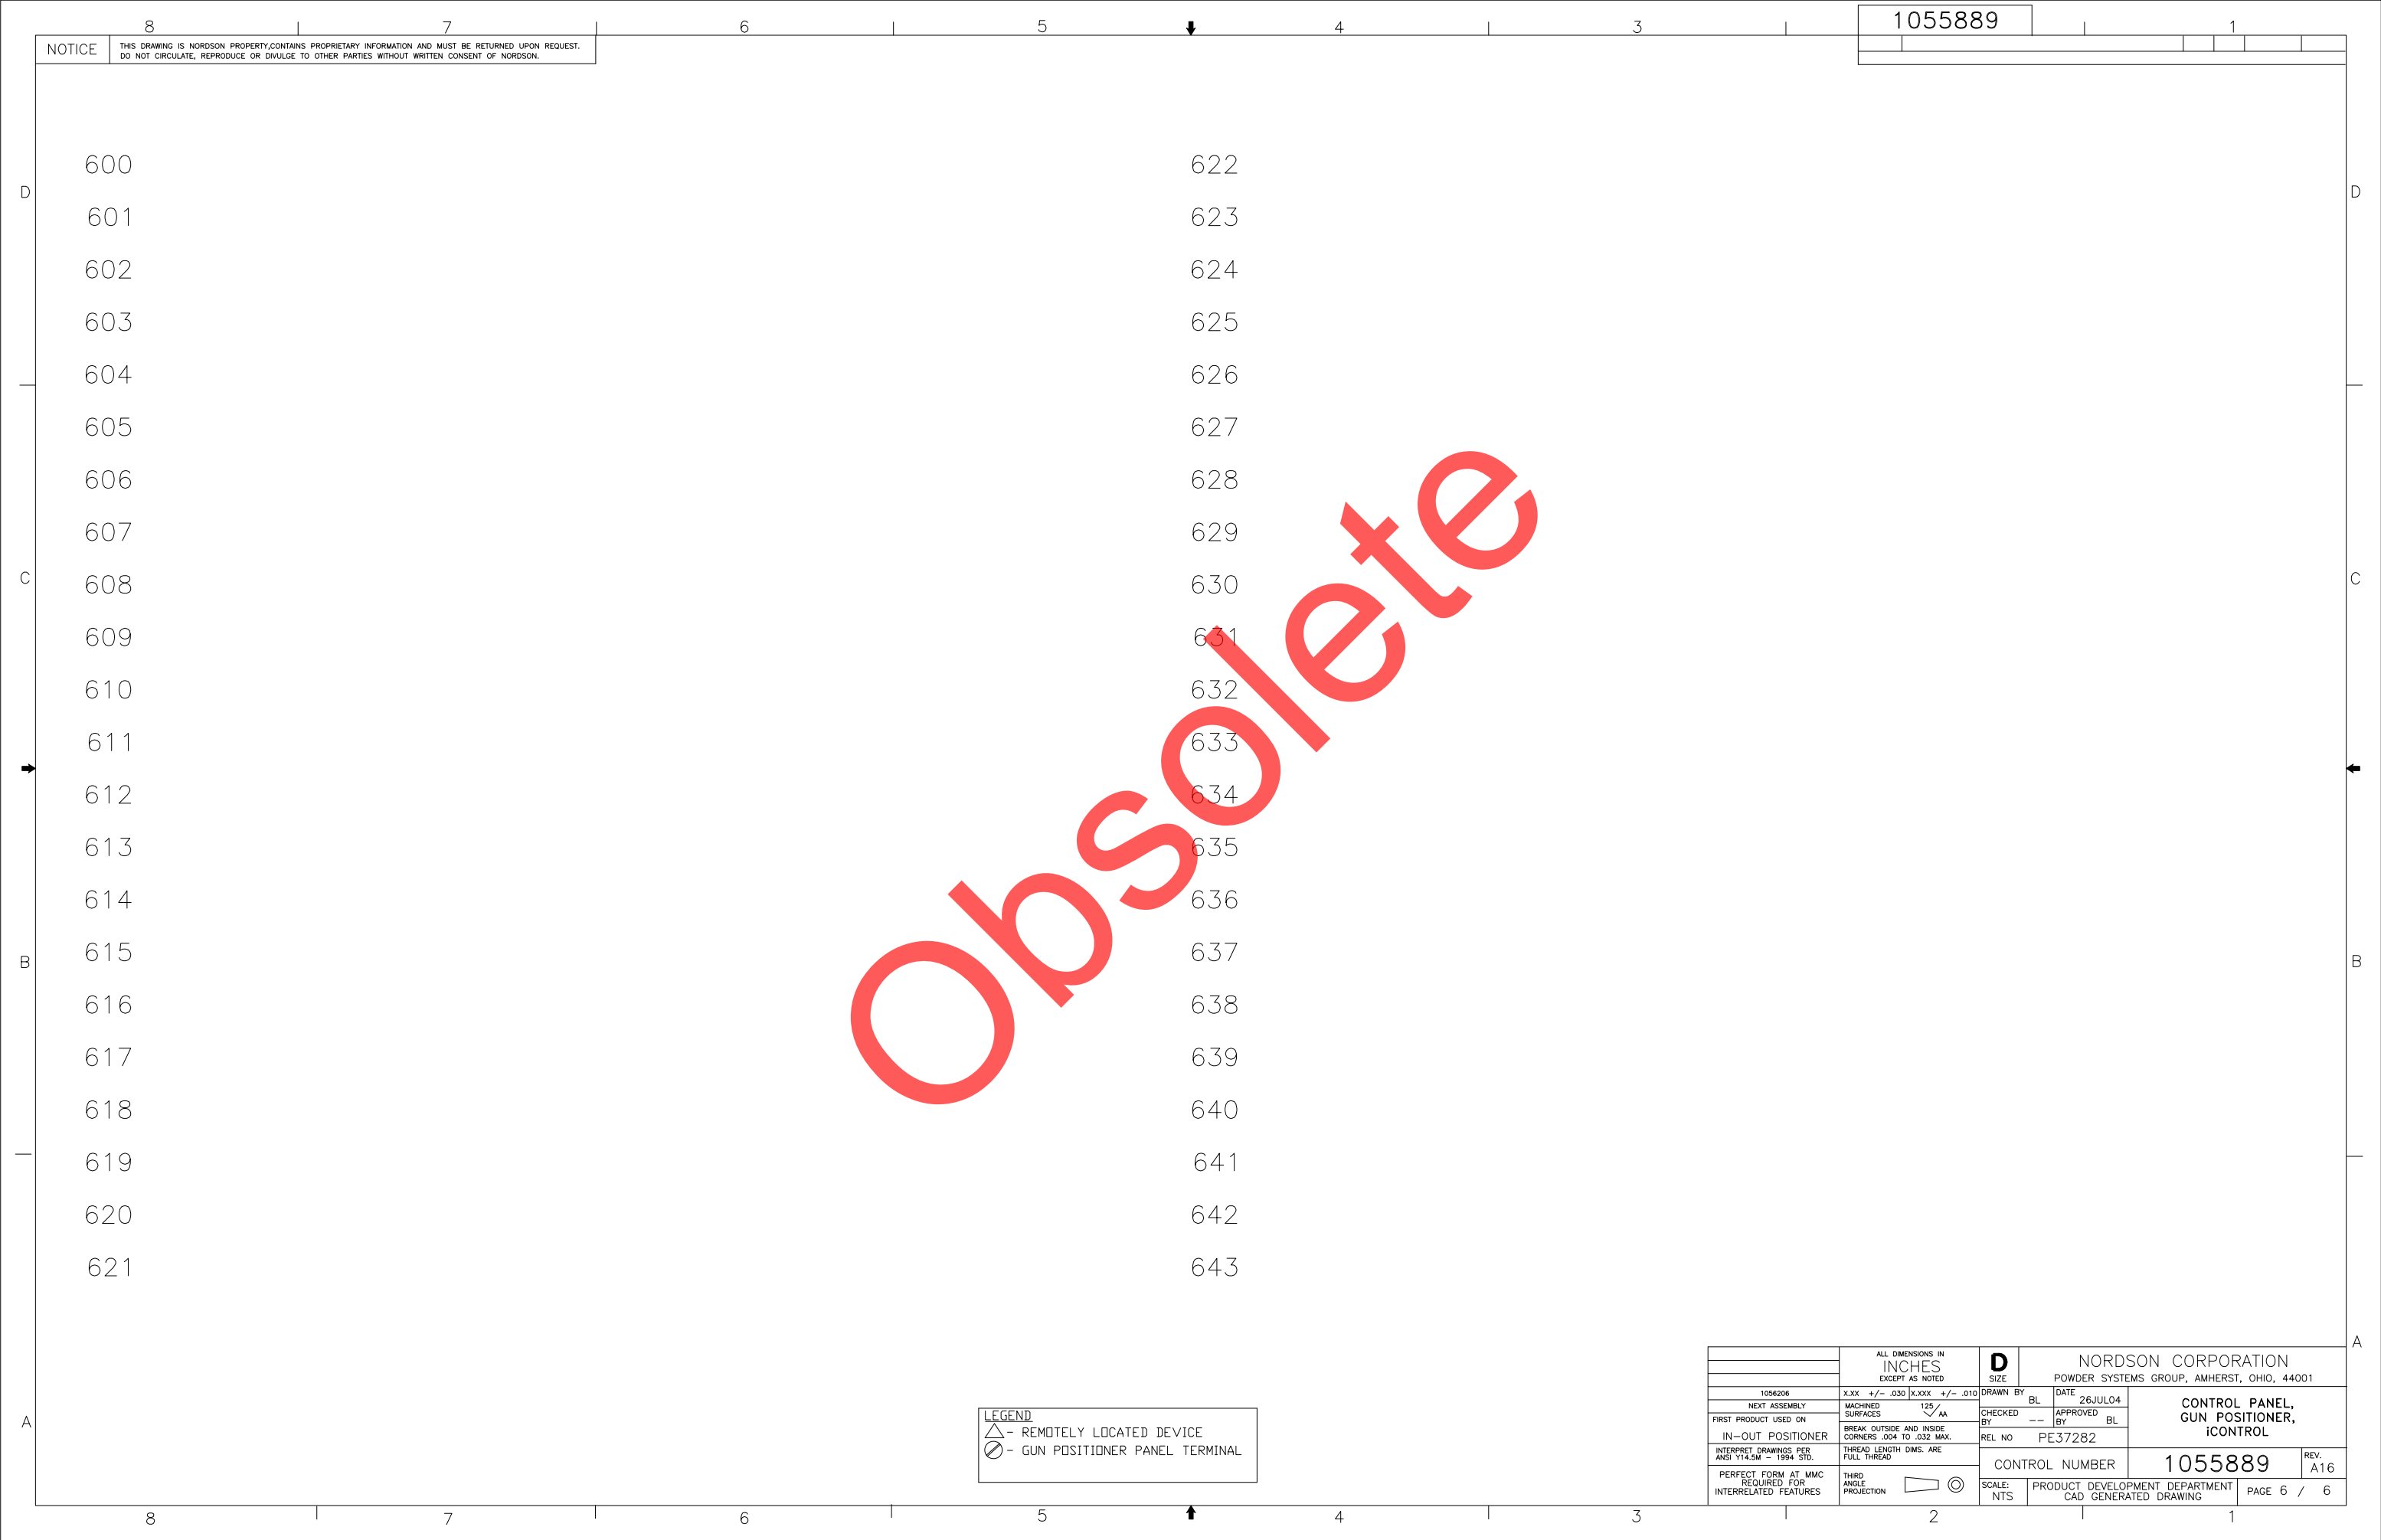 8 7 6 5 4 3 1
1055889
NOTICE
THIS DRAWING IS NORDSON PROPERTY,CONTAINS PROPRIETARY INFORMATION AND MUST BE RETURNED UPON REQUEST.
DO NOT CIRCULATE, REPRODUCE OR DIVULGE TO OTHER PARTIES WITHOUT WRITTEN CONSENT OF NORDSON.
D D
C C
B B
A A
600
601
602
603
604
605
606
607
608
609
610
611
612
613
614
615
616
617
618
619
620
621
622
623
624
625
626
627
628
629
630
631
632
633
634
635
636
637
638
639
640
641
642
643
Obsolete
LEGEND
- REMOTELY LOCATED DEVICE
- GUN POSITIONER PANEL TERMINAL
1056206
NEXT ASSEMBLY
FIRST PRODUCT USED ON
IN-OUT POSITIONER
INTERPRET DRAWINGS PER
ANSI Y14.5M - 1994 STD.
PERFECT FORM AT MMC
REQUIRED FOR
INTERRELATED FEATURES
ALL DIMENSIONS IN
INCHES
EXCEPT AS NOTED
X.XX +/- .030 X.XXX +/- .010
MACHINED
SURFACES
125/
AA
BREAK OUTSIDE AND INSIDE
CORNERS .004 TO .032 MAX.
THREAD LENGTH DIMS. ARE
FULL THREAD
THIRD
ANGLE
PROJECTION
D
SIZE
NORDSON CORPORATION
POWDER SYSTEMS GROUP, AMHERST, OHIO, 44001
DRAWN BY
BL
DATE
26JUL04
CHECKED
BY --
APPROVED
BY BL
REL NO PE37282
CONTROL PANEL,
GUN POSITIONER,
iCONTROL
CONTROL NUMBER
1055889
REV.
A16
SCALE:
NTS
PRODUCT DEVELOPMENT DEPARTMENT
CAD GENERATED DRAWING
PAGE 6 / 6
8 7 6 5 4 3 2 1